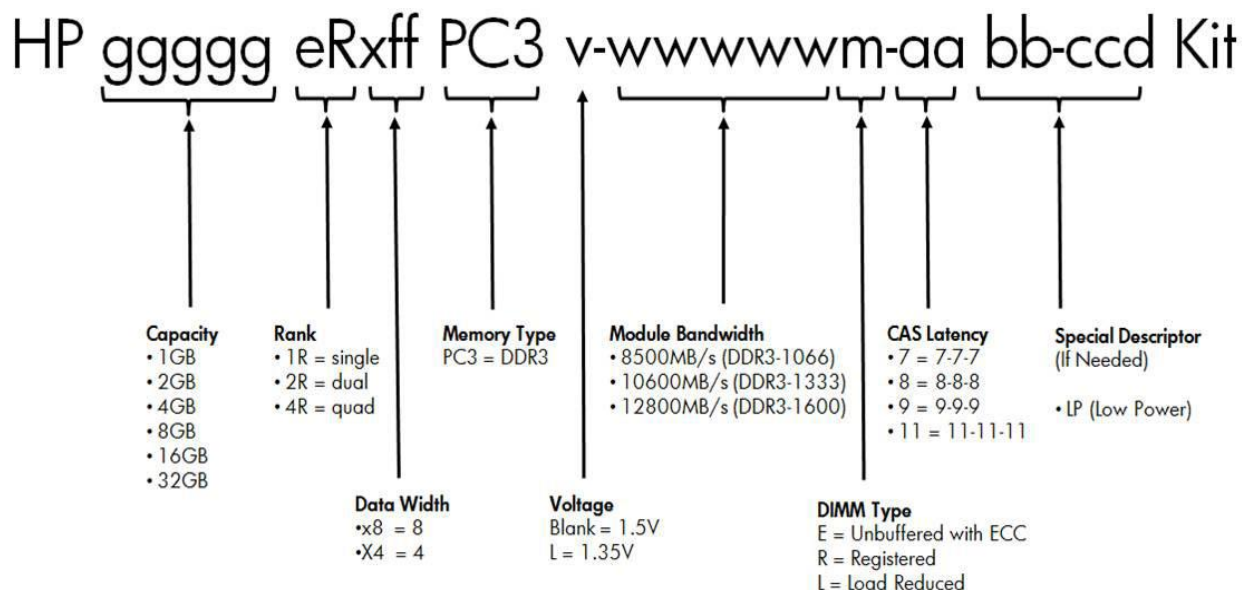 HP ggggg eRxff PC3 v-wwwwwm-aa bb-ccd Kit
Capacity
• 1GB
• 2GB
• 4GB
• 8GB
• 16GB
• 32GB
Rank
• 1R = single
• 2R = dual
• 4R = quad
Memory Type
PC3 = DDR3
Module Bandwidth
• 8500MB/s (DDR3-1066)
• 10600MB/s (DDR3-1333)
• 12800MB/s (DDR3-1600)
CAS Latency
• 7 = 7-7-7
• 8 = 8-8-8
• 9 = 9-9-9
• 11 = 11-11-11
Special Descriptor
(If Needed)
• LP (Low Power)
Data Width
•x8 = 8
•X4 = 4
Voltage
Blank = 1.5V
L = 1.35V
DIMM Type
E = Unbuffered with ECC
R = Registered
L = Load Reduced